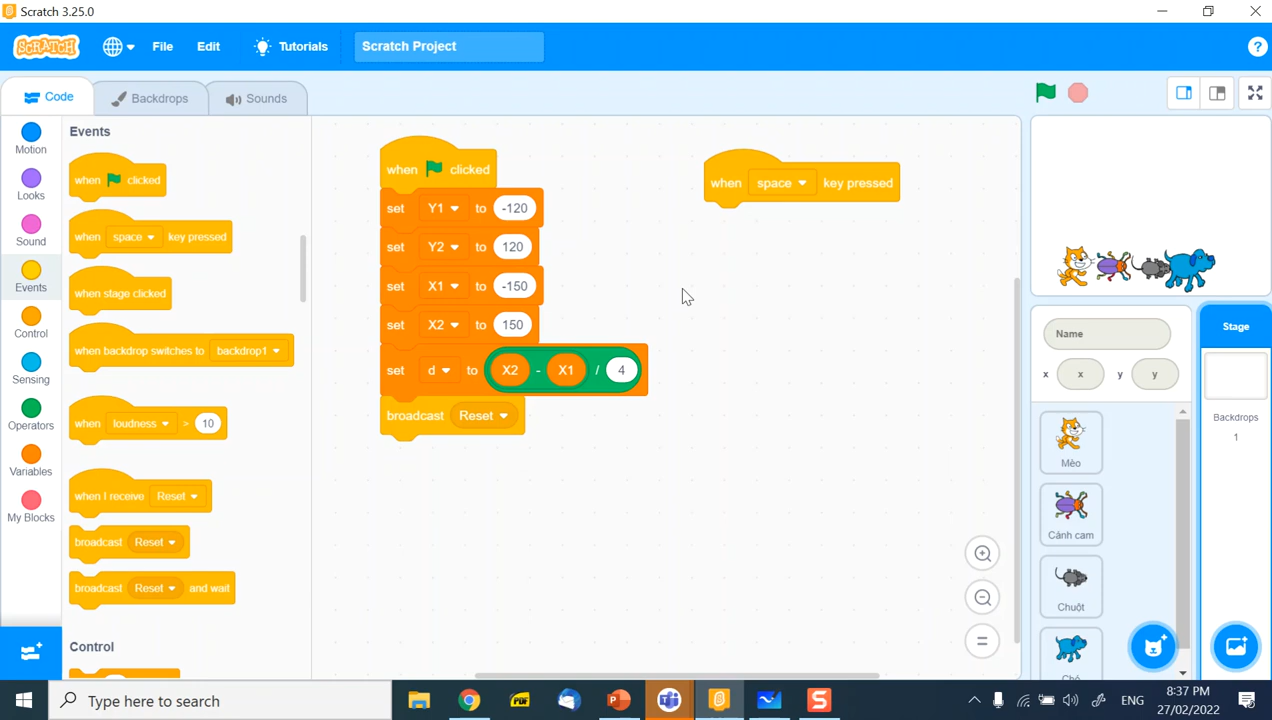 Scratch 3.25.0
SCRATCH
File
Edit
Tutorials
Scratch Project
?
Code
Backdrops
Sounds
Motion
Looks
Sound
Events
Control
Sensing
Operators
Variables
My Blocks
Events
when clicked
when space key pressed
when stage clicked
when backdrop switches to backdrop1
when loudness > 10
when I receive Reset
broadcast Reset
broadcast Reset and wait
Control
when clicked
set Y1 to -120
set Y2 to 120
set X1 to -150
set X2 to 150
set d to X2 - X1 / 4
broadcast Reset
when space key pressed
Name
x x y y
Mèo
Cánh cam
Chuột
Chó
Stage
Backdrops
1
Type here to search
PDF
ENG
8:37 PM
27/02/2022